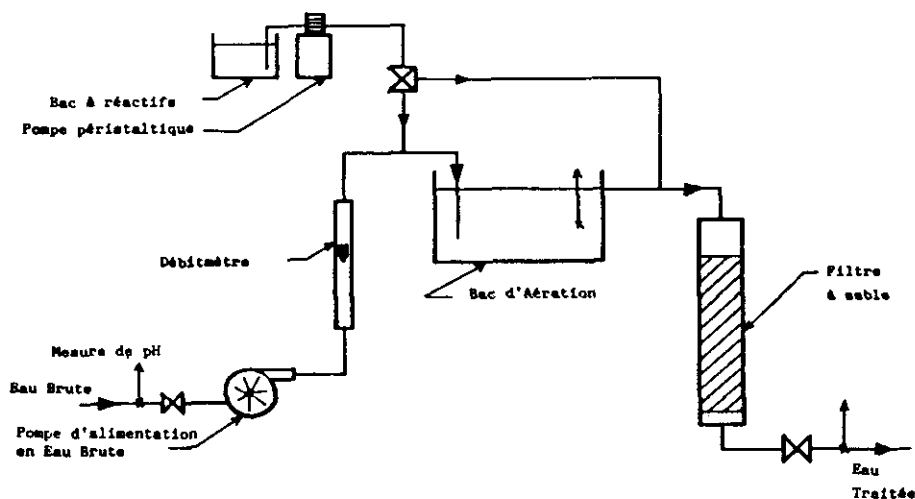 Bac à réactifs
Pompe péristaltique
Débitmètre
Bac d'Aération
Filtre
à sable
Mesure de pH
Eau Brute
Pompe d'alimentation
en Eau Brute
Eau
Traitée